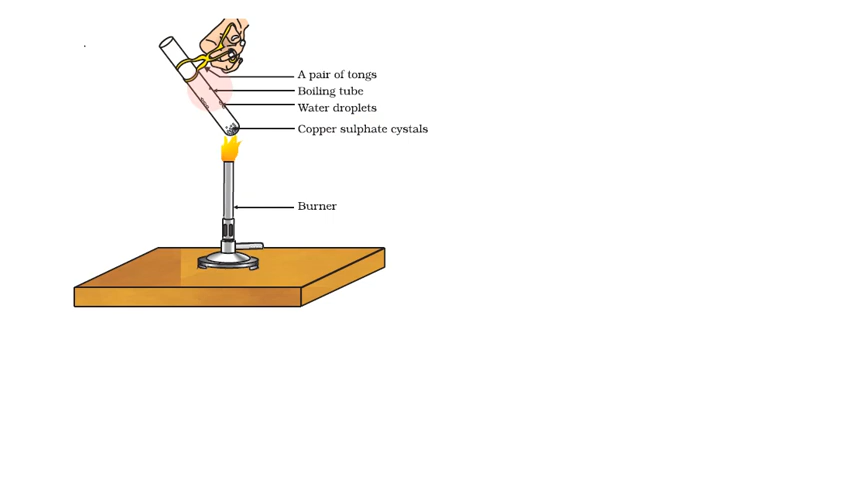 A pair of tongs
Boiling tube
Water droplets
Copper sulphate cystals
Burner